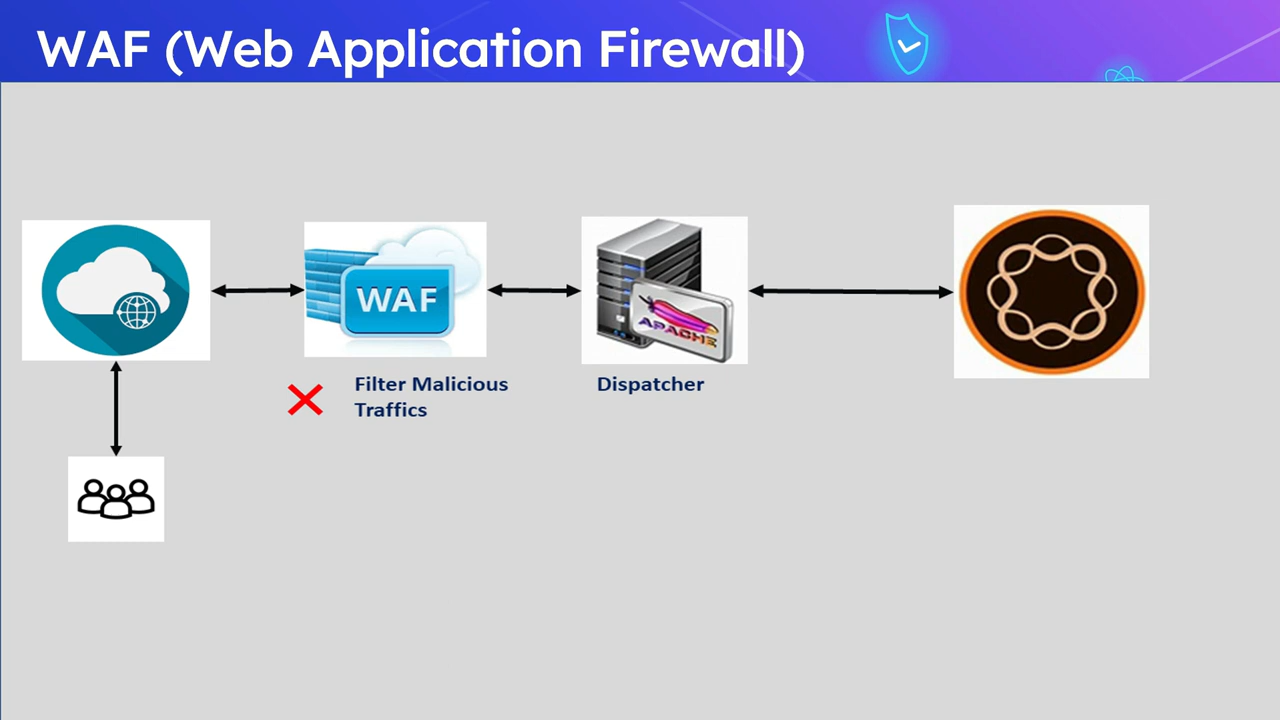 WAF (Web Application Firewall)
WAF
APACHE
Filter Malicious
Traffics
Dispatcher